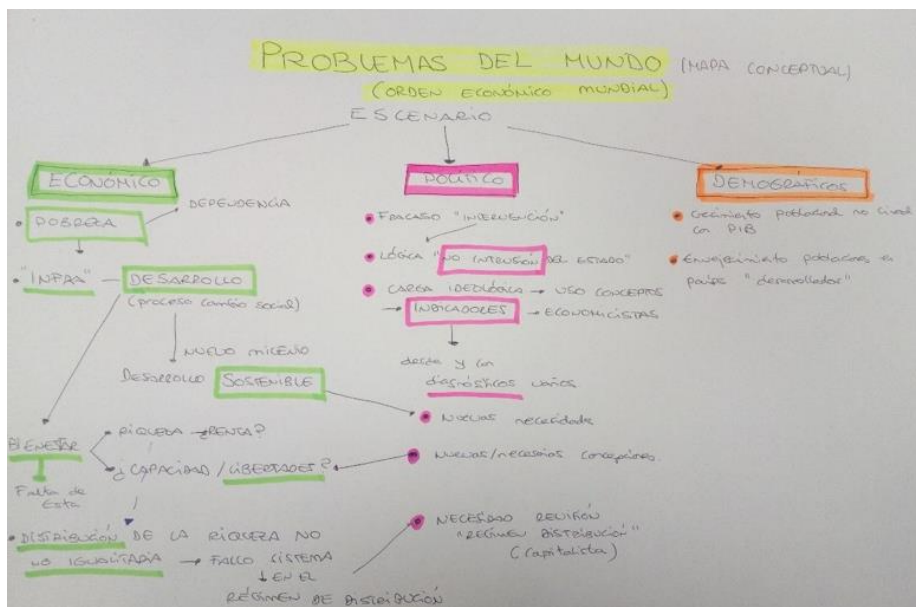 PROBLEMAS DEL MUNDO (MAPA CONCEPTUAL)
(ORDEN ECONÓMICO MUNDIAL)
ESCENARIO
ECONÓMICO
• POBREZA → DEPENDENCIA
"INFRA" — DESARROLLO
(proceso cambio social)
NUEVO MILENIO
DESARROLLO SOSTENIBLE
BIENESTAR
Falta de
Esta
• RIQUEZA → RENTA?
• ¿CAPACIDAD / LIBERTADES?
• DISTRIBUCIÓN DE LA RIQUEZA NO
NO IGUALITARIA → FALLO SISTEMA
↓ EN EL
RÉGIMEN DE DISTRIBUCIÓN
POLÍTICO
• FRACASO "INTERVENCIÓN"
• LÓGICA "NO INTRUSIÓN DEL ESTADO"
• CARGA IDEOLÓGICA → USO CONCEPTOS
→ INDICADORES → ECONOMICISTAS
desde y con
diagnósticos varios
• NUEVAS necesidades
• NUEVAS/necesarias concepciones.
• NECESIDAD REVISIÓN
"RÉGIMEN DISTRIBUCIÓN"
(Capitalista)
DEMOGRÁFICOS
• Crecimiento poblacional no lineal
con PIB
• Envejecimiento poblacional en
países "desarrollados"